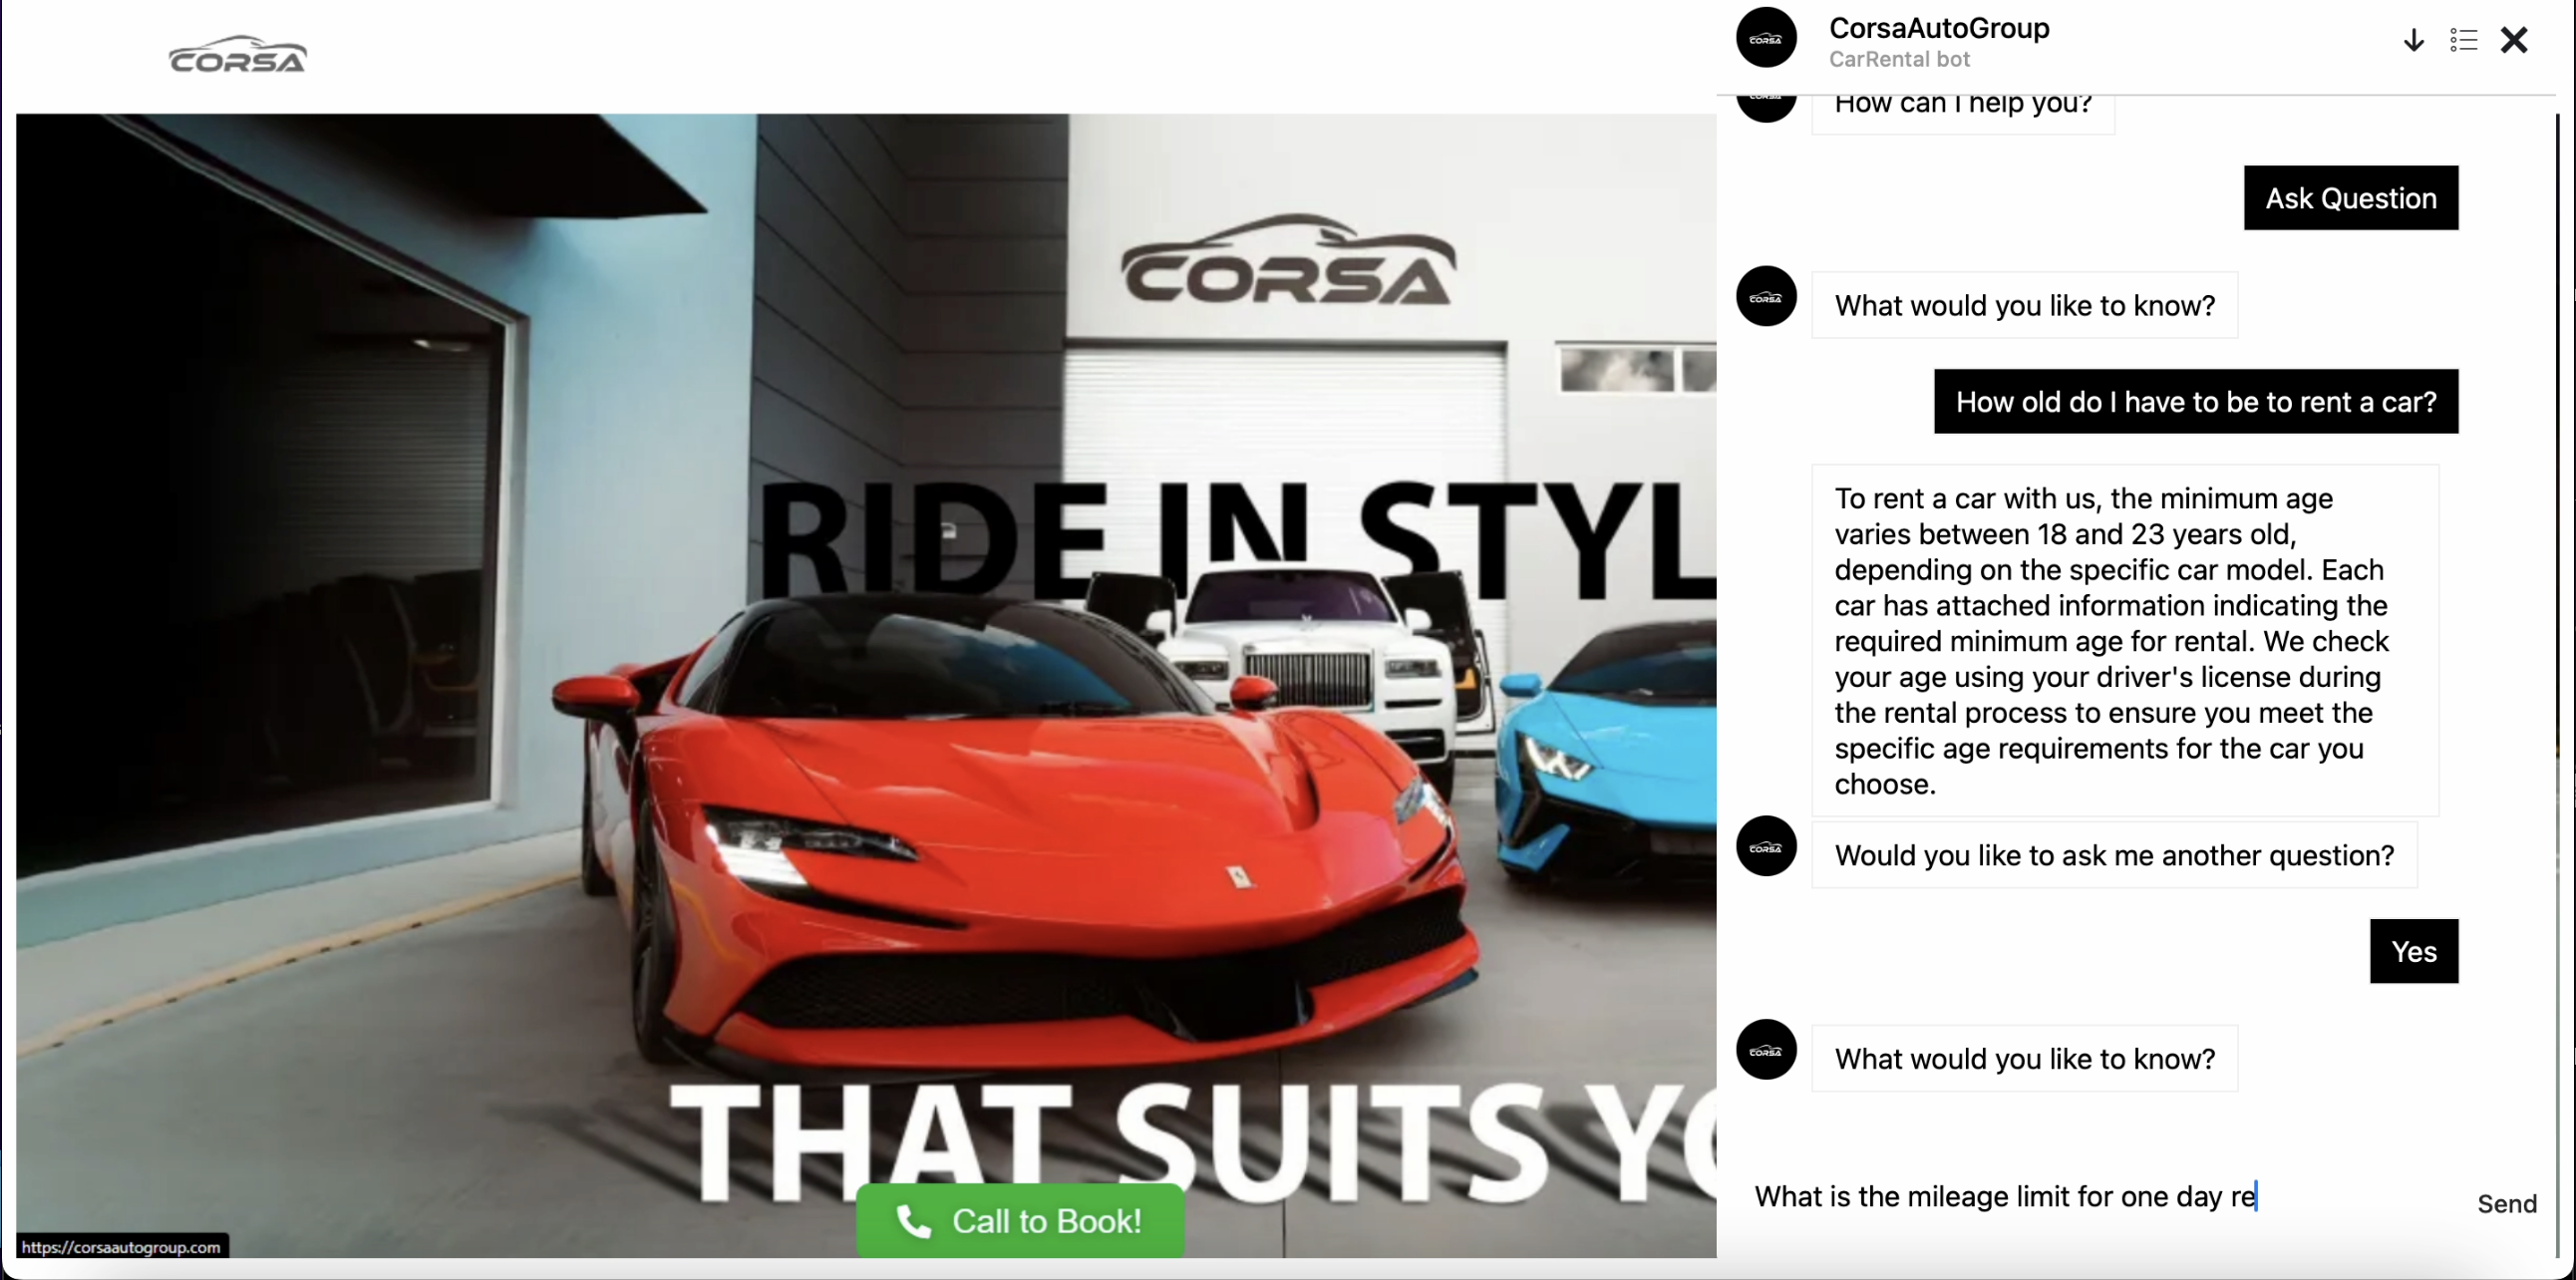 CORSA
CORSA
RIDE IN STYL
THAT SUITS YO
Call to Book!
https://corsaautogroup.com
CORSA
CorsaAutoGroup
CarRental bot
CORSA
How can I help you?
Ask Question
CORSA
What would you like to know?
How old do I have to be to rent a car?
To rent a car with us, the minimum age
varies between 18 and 23 years old,
depending on the specific car model. Each
car has attached information indicating the
required minimum age for rental. We check
your age using your driver's license during
the rental process to ensure you meet the
specific age requirements for the car you
choose.
CORSA
Would you like to ask me another question?
Yes
CORSA
What would you like to know?
What is the mileage limit for one day re
Send